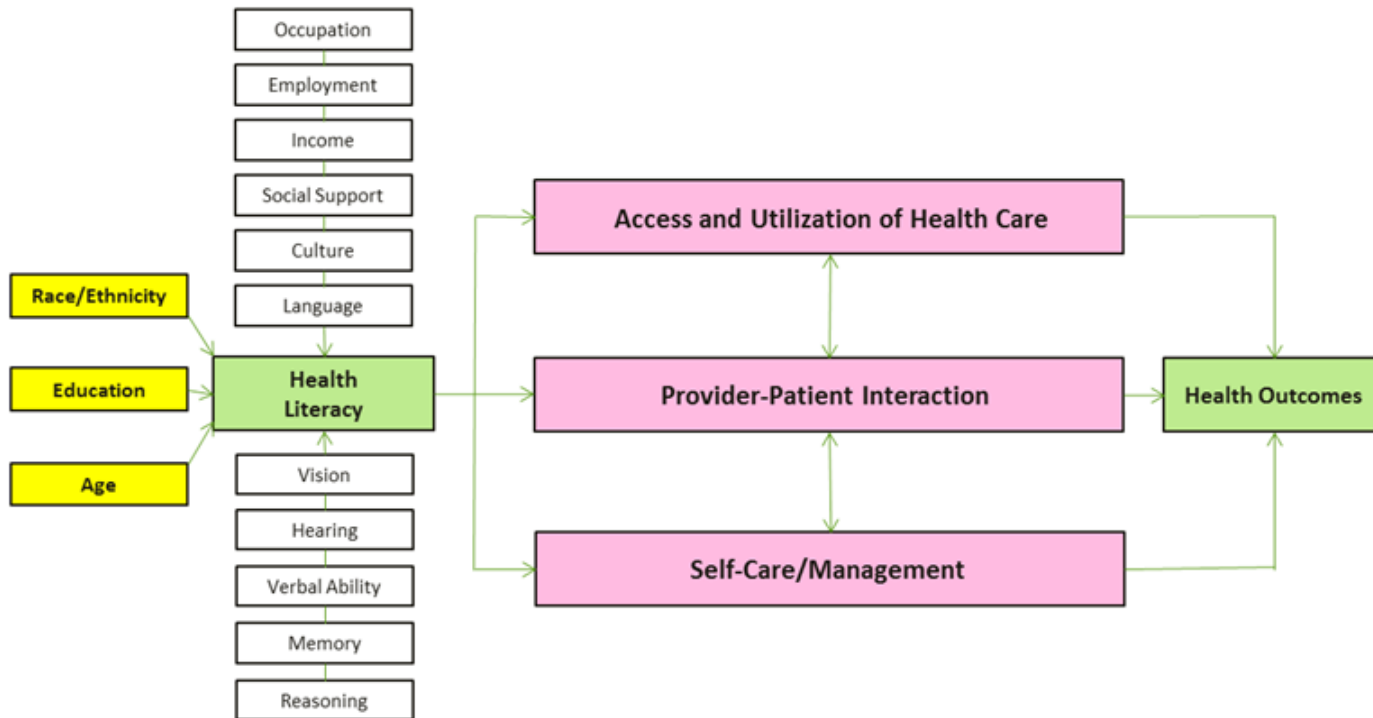 Occupation
Employment
Income
Social Support
Culture
Language
Race/Ethnicity
Education
Age
Health
Literacy
Vision
Hearing
Verbal Ability
Memory
Reasoning
Access and Utilization of Health Care
Provider-Patient Interaction
Self-Care/Management
Health Outcomes